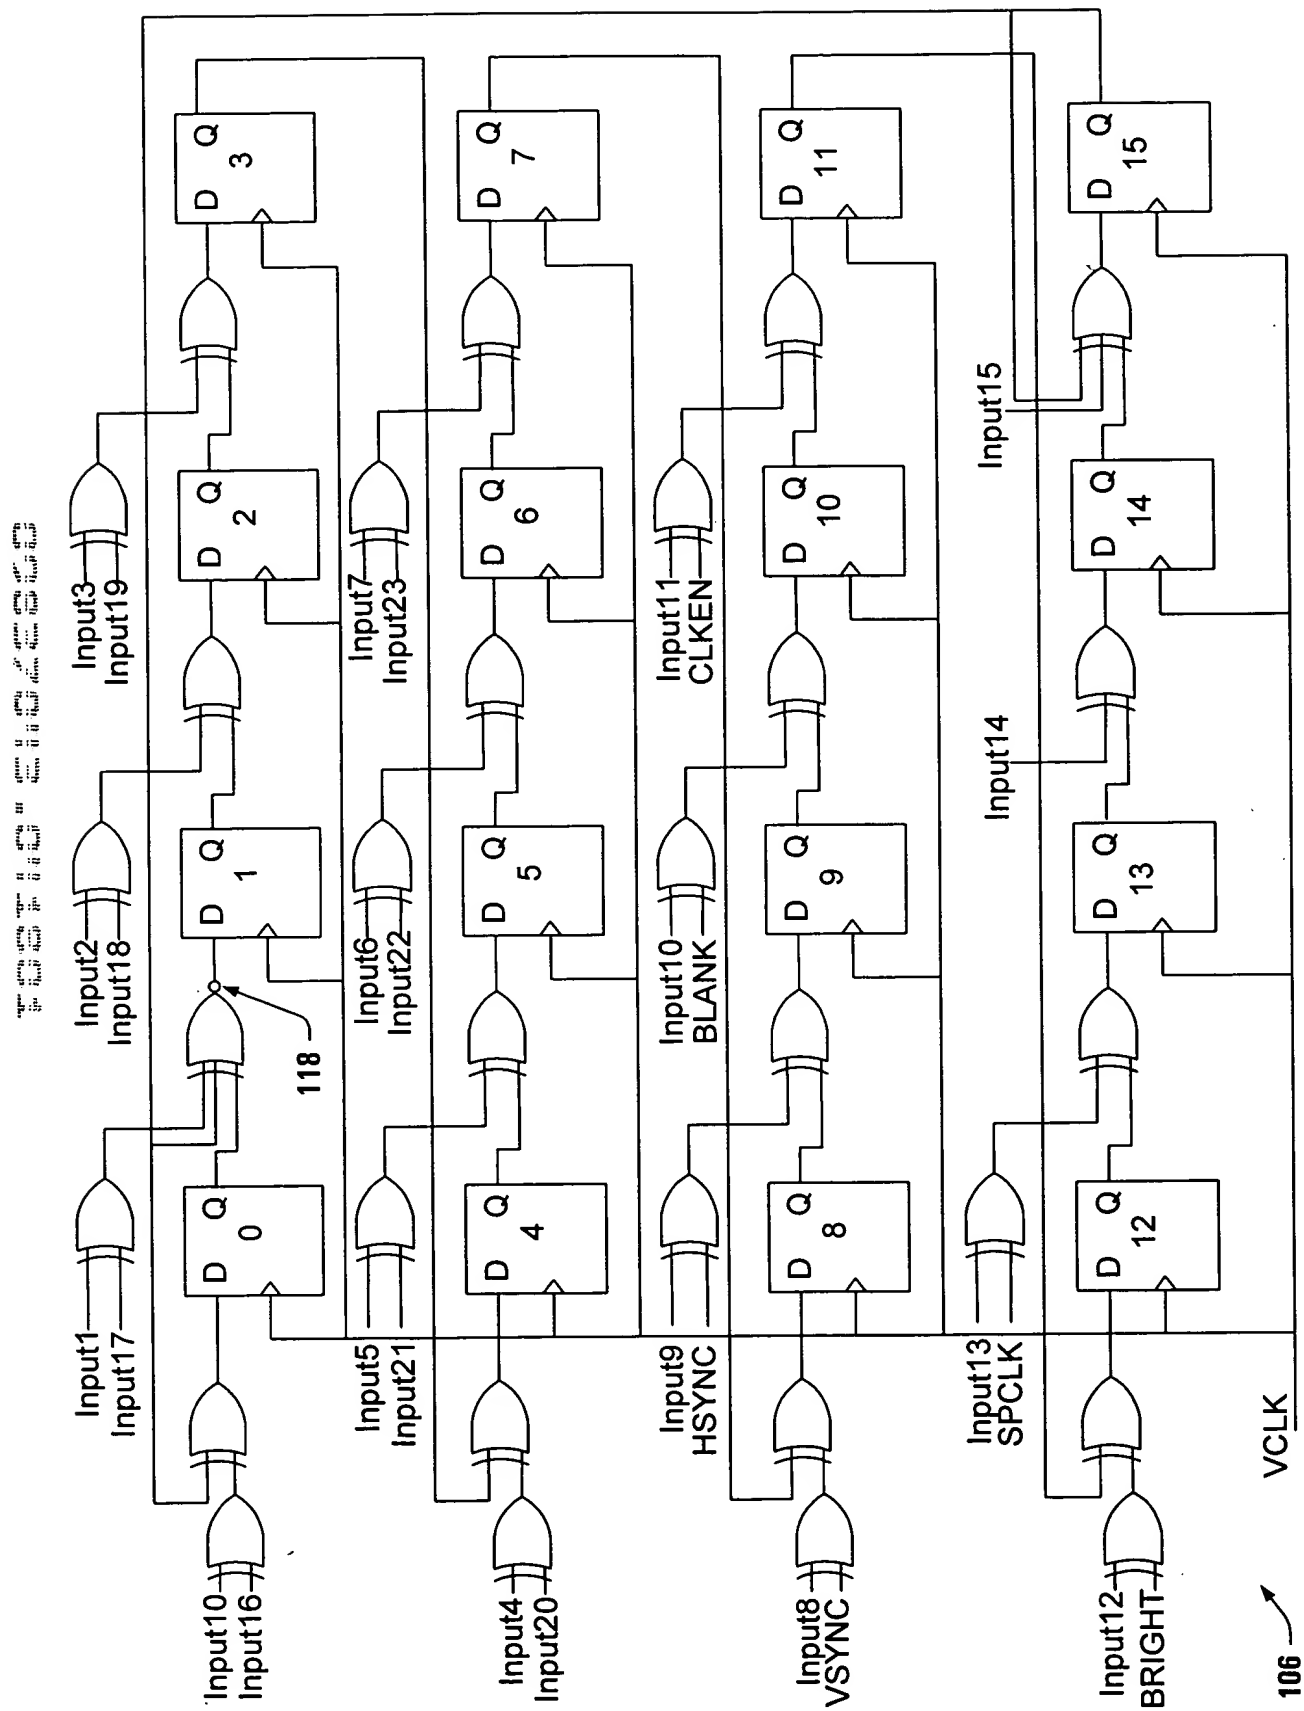 Input1
Input17
Input2
Input18
Input3
Input19
Input10
Input16
D Q
0
D Q
1
D Q
2
D Q
3
118
Input5
Input21
Input6
Input22
Input7
Input23
Input4
Input20
D Q
4
D Q
5
D Q
6
D Q
7
Input9
HSYNC
Input10
BLANK
Input11
CLKEN
Input8
VSYNC
D Q
8
D Q
9
D Q
10
D Q
11
Input13
SPCLK
Input14
Input15
Input12
BRIGHT
D Q
12
D Q
13
D Q
14
D Q
15
VCLK
106